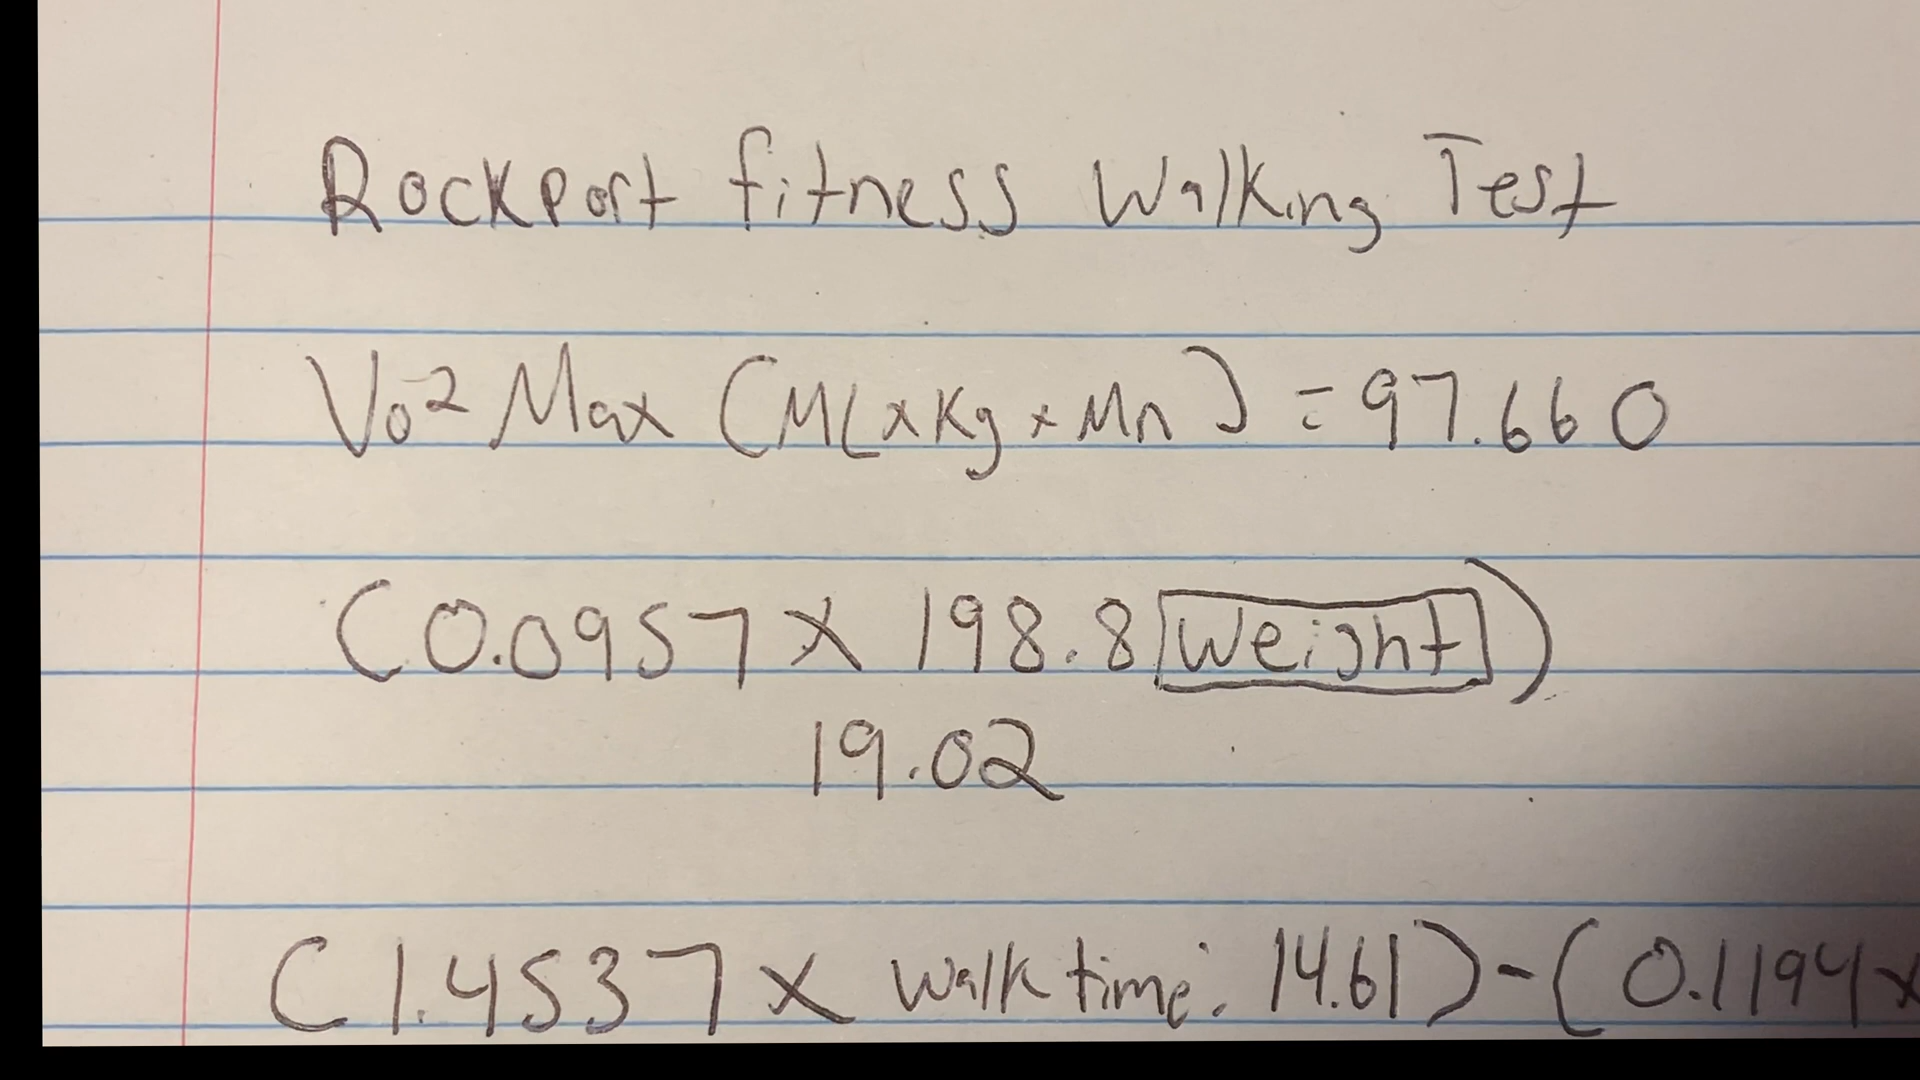 Rockport fitness Walking Test
Vo² Max (ML x Kg x Mn) = 97.660
(0.0957 x 198.8 Weight)
19.02
(1.4537 x walk time: 14.61) - (0.1194 x